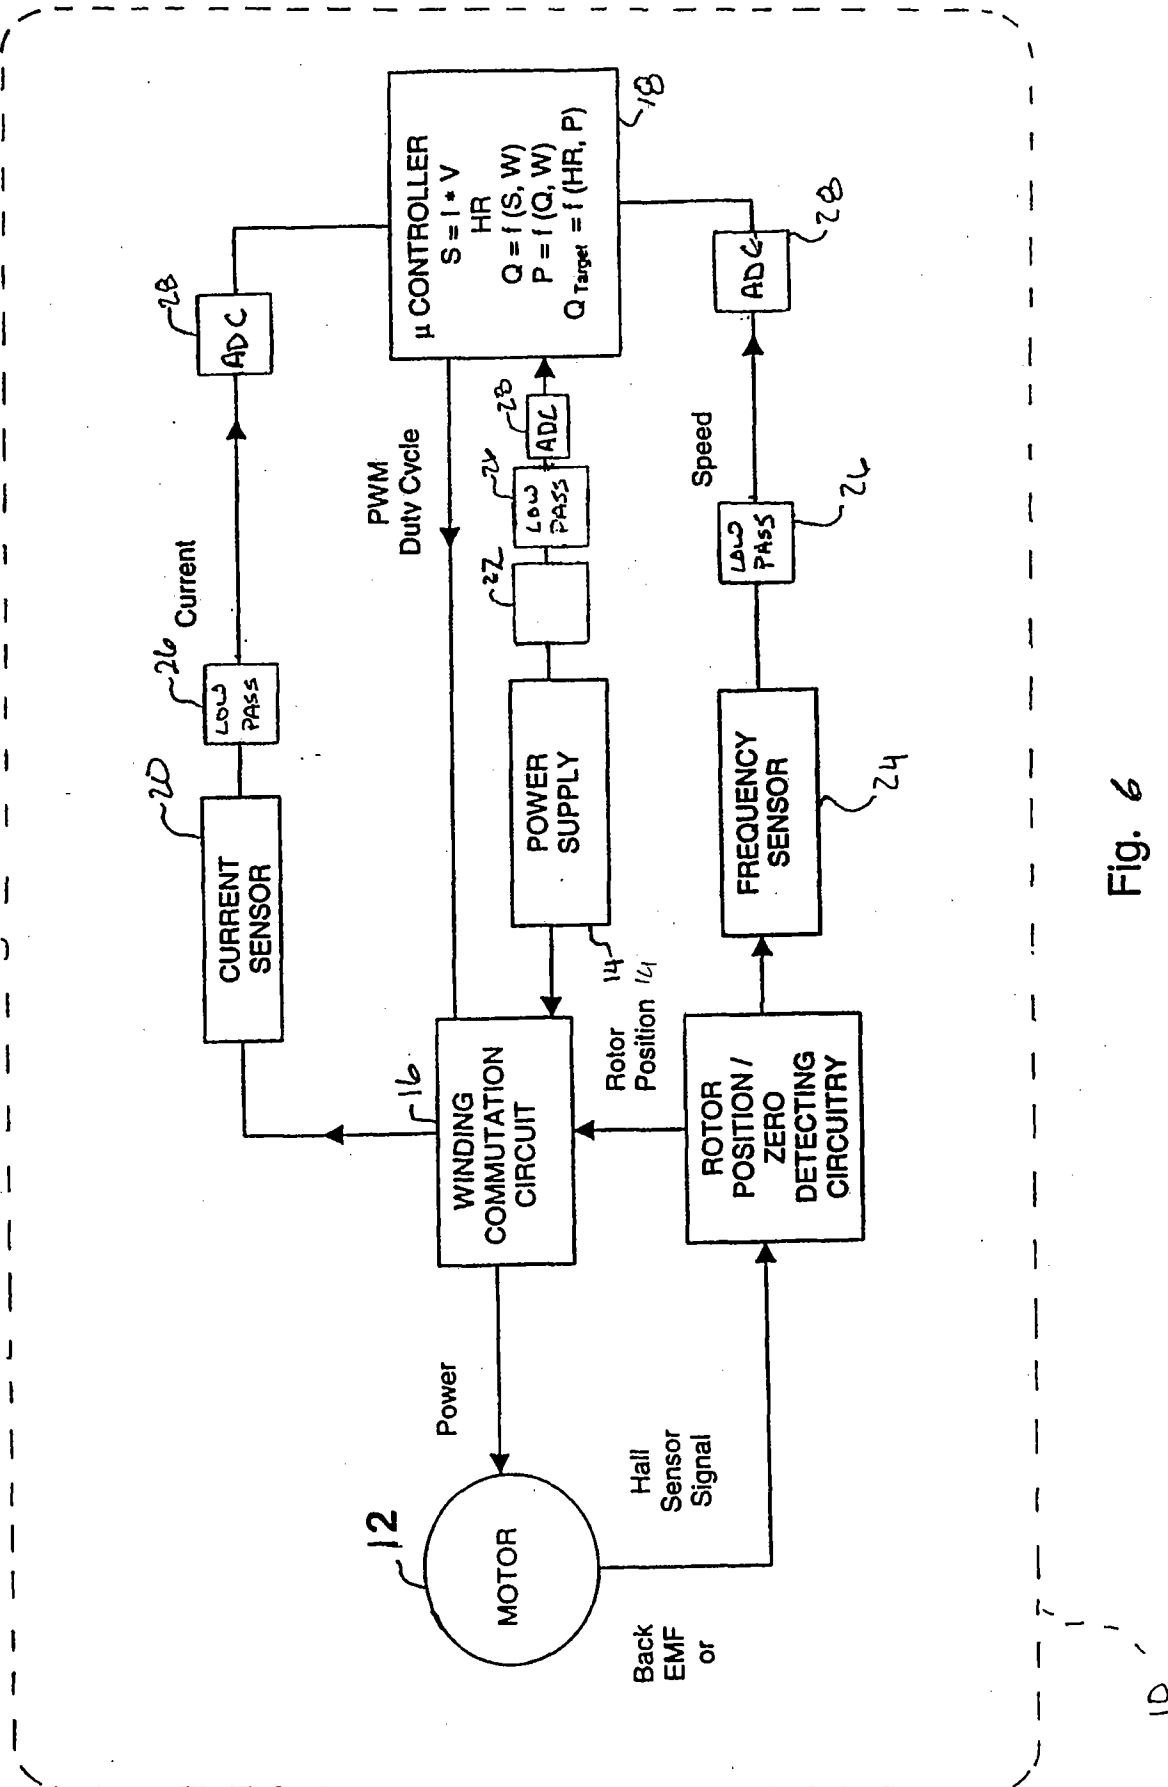 28
ADC
26
Current
LOW
PASS
20
CURRENT
SENSOR
μ CONTROLLER
S = I * V
HR
Q = f (S, W)
P = f (Q, W)
Q Target = f (HR, P)
18
PWM
Duty Cycle
28
ADC
26
LOW
PASS
22
POWER
SUPPLY
14
16
WINDING
COMMUTATION
CIRCUIT
Power
12
MOTOR
28
ADC
Speed
26
LOW
PASS
FREQUENCY
SENSOR
24
Rotor
Position 14
ROTOR
POSITION /
ZERO
DETECTING
CIRCUITRY
Hall
Sensor
Signal
Back
EMF
or
10
Fig. 6